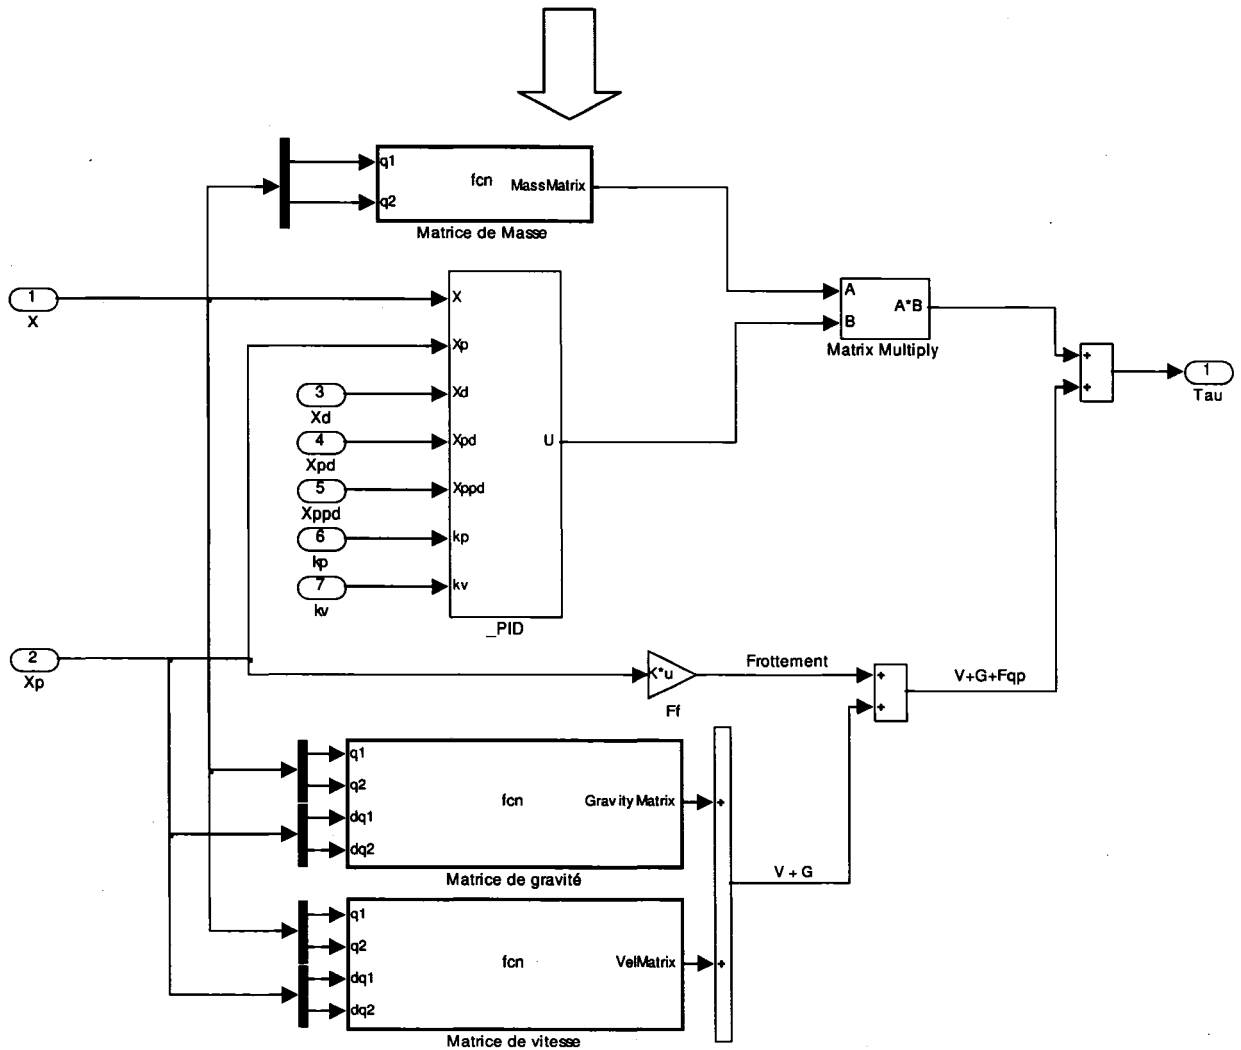 q1
fcn
MassMatrix
q2
Matrice de Masse
1
X
X
Xp
3
Xd
Xd
4
Xpd
Xpd
5
Xppd
Xppd
6
kp
kp
7
kv
kv
U
_PID
A
A*B
B
Matrix Multiply
+
+
1
Tau
2
Xp
K*u
Ff
Frottement
+
+
V+G+Fqp
q1
q2
fcn
GravityMatrix
dq1
dq2
Matrice de gravité
+
V + G
q1
q2
fcn
VelMatrix
dq1
dq2
Matrice de vitesse
+